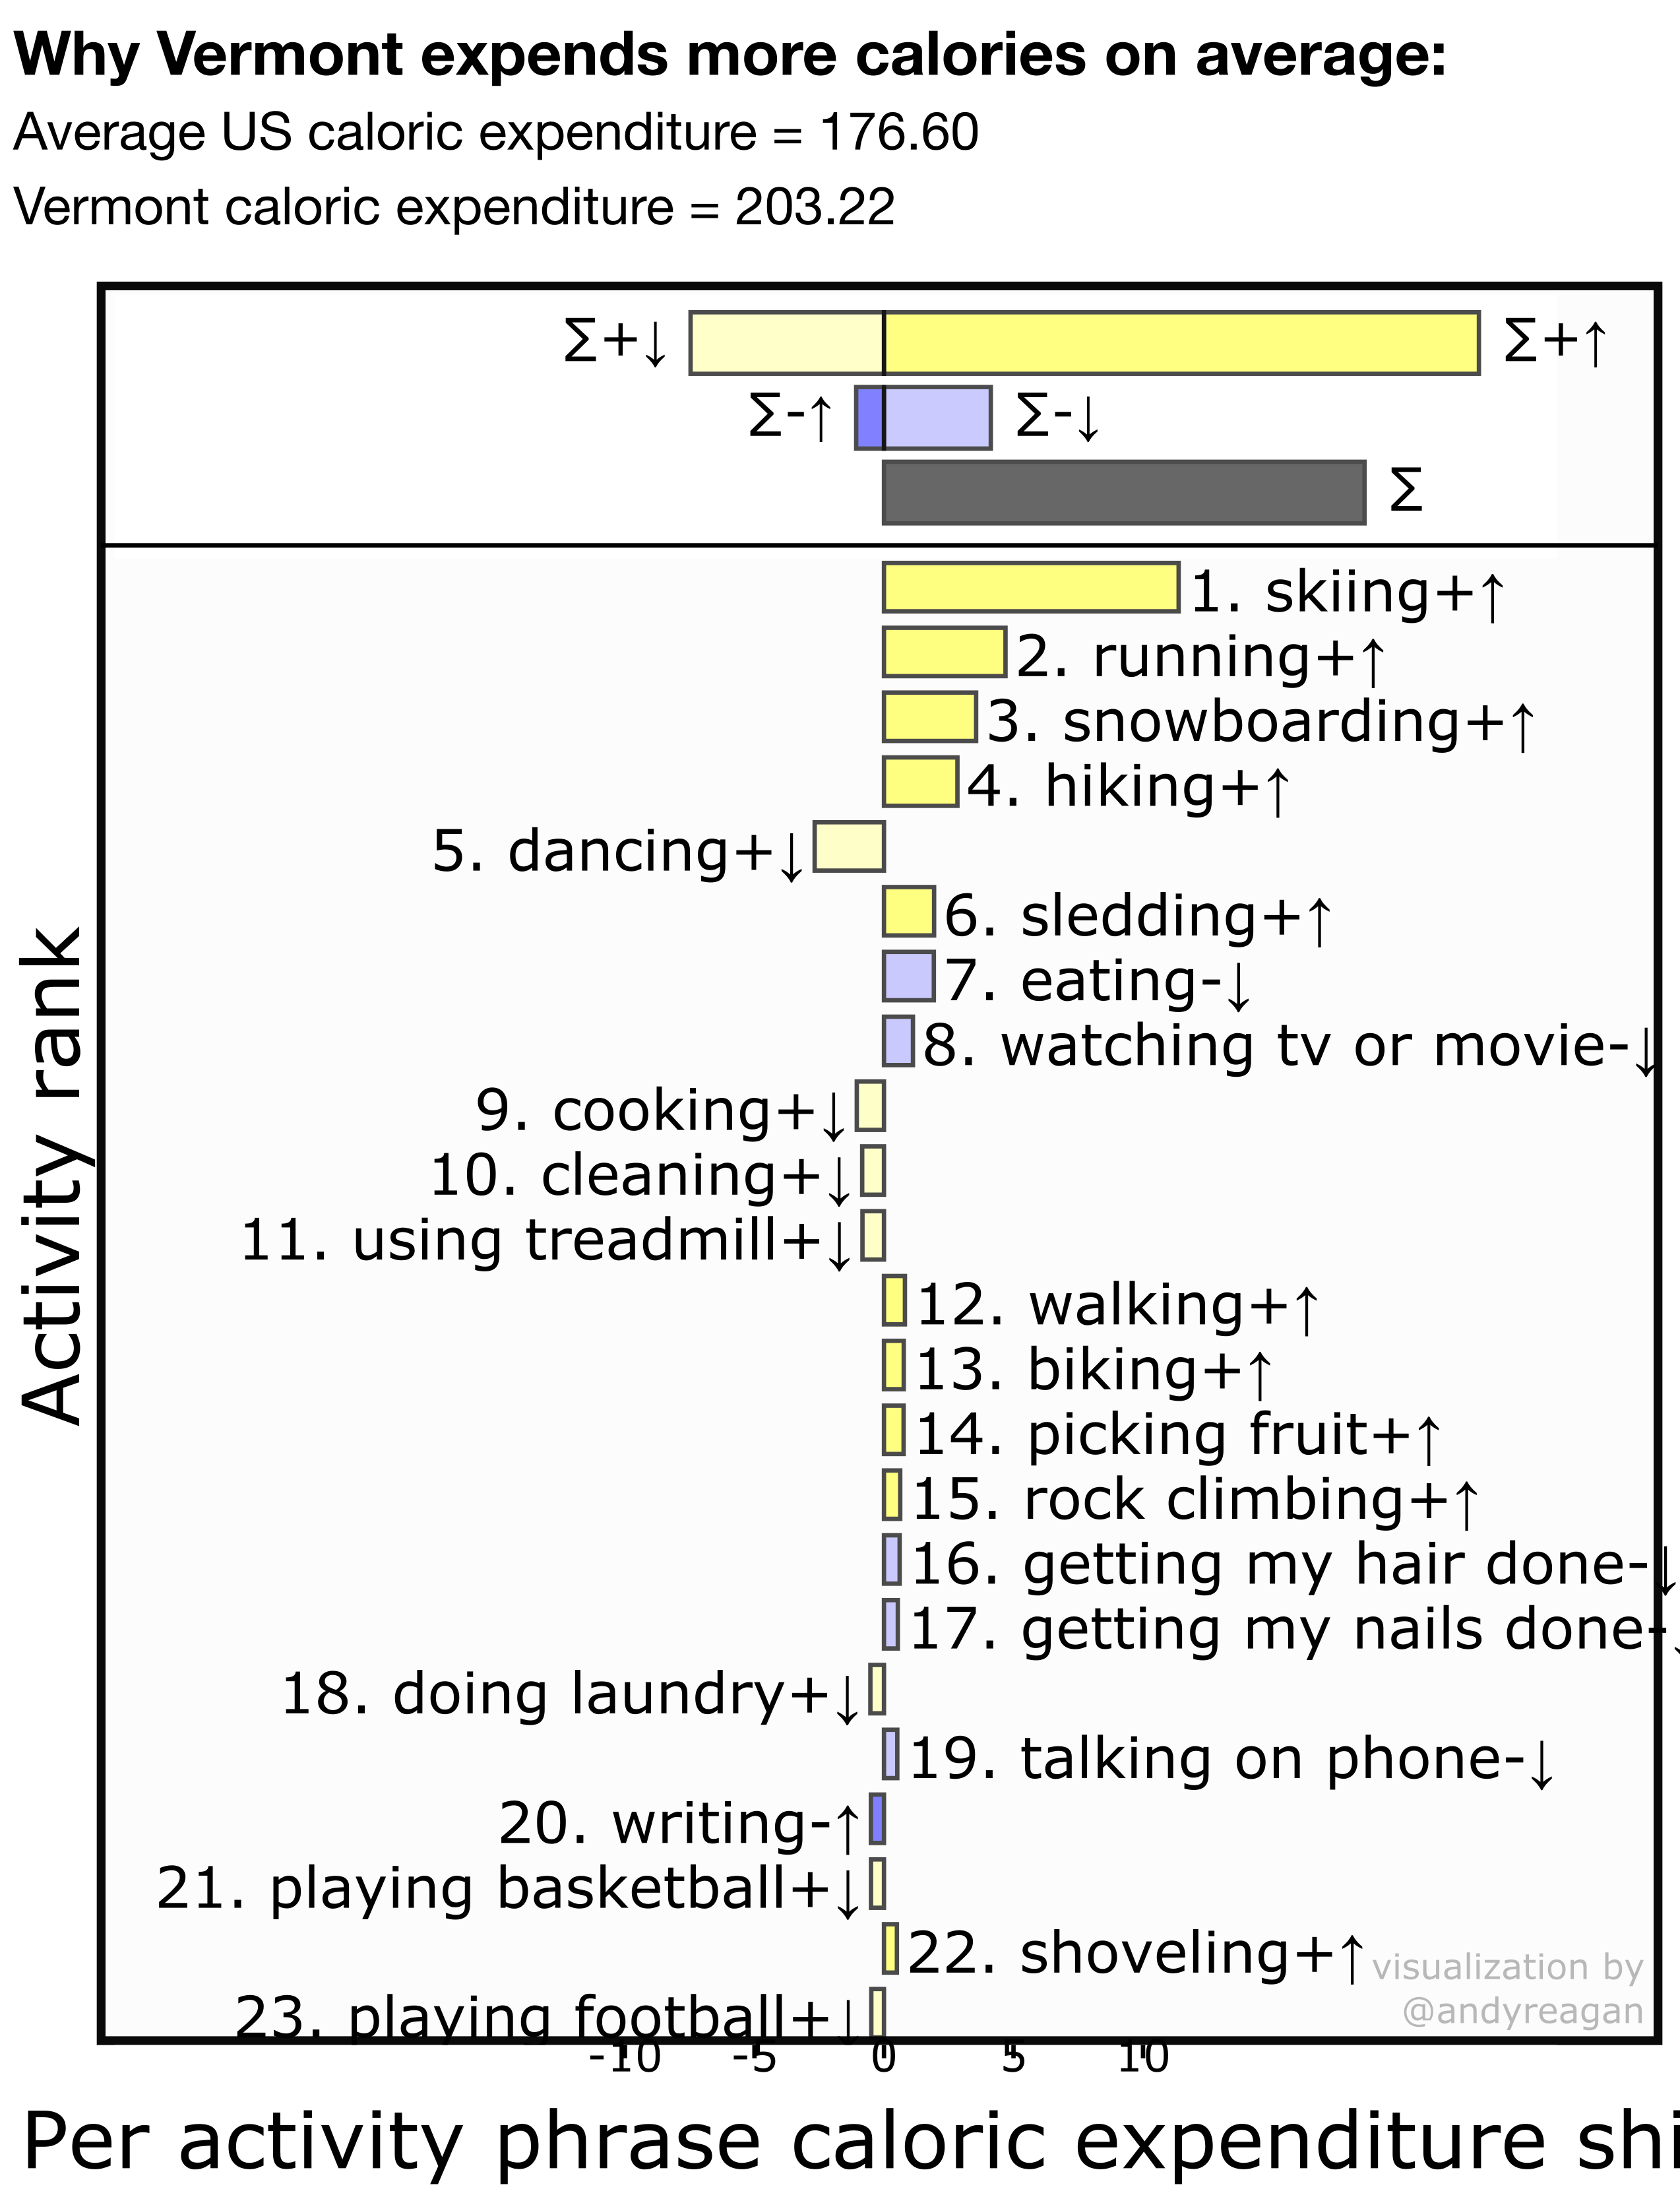 Why Vermont expends more calories on average:
Average US caloric expenditure = 176.60
Vermont caloric expenditure = 203.22
∑+↓ ∑+↑
∑-↑ ∑-↓
∑
1. skiing+↑
2. running+↑
3. snowboarding+↑
4. hiking+↑
5. dancing+↓
6. sledding+↑
7. eating-↓
8. watching tv or movie-↓
9. cooking+↓
10. cleaning+↓
11. using treadmill+↓
12. walking+↑
13. biking+↑
14. picking fruit+↑
15. rock climbing+↑
16. getting my hair done-↓
17. getting my nails done-↓
18. doing laundry+↓
19. talking on phone-↓
20. writing-↑
21. playing basketball+↓
22. shoveling+↑
23. playing football+↓
visualization by
@andyreagan
Activity rank
-10 -5 0 5 10
Per activity phrase caloric expenditure shi